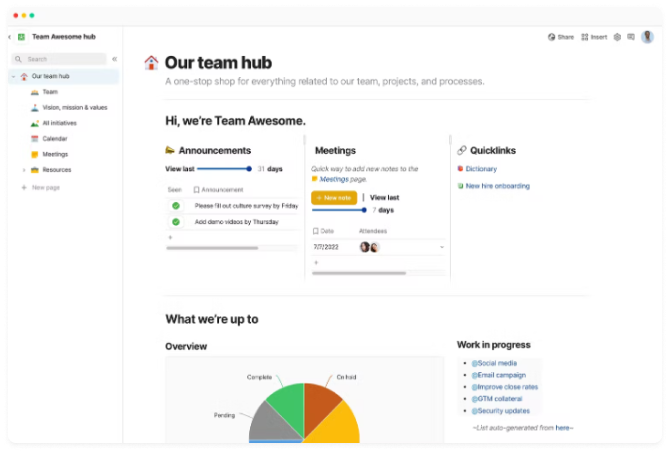 Team Awesome hub
Share
Insert
Search
Our team hub
Team
Vision, mission & values
All initiatives
Calendar
Meetings
Resources
+ New page
Our team hub
A one-stop shop for everything related to our team, projects, and processes.
Hi, we're Team Awesome.
Announcements
View last 31 days
Seen Announcement
Please fill out culture survey by Friday
Add demo videos by Thursday
+
Meetings
Quick way to add new notes to the
Meetings page.
+ New note | View last
7 days
Date Attendees
7/7/2022
+
Quicklinks
Dictionary
New hire onboarding
What we're up to
Overview
Complete
On hold
Pending
Work in progress
@Social media
@Email campaign
@Improve close rates
@GTM collateral
@Security updates
~List auto-generated from here~